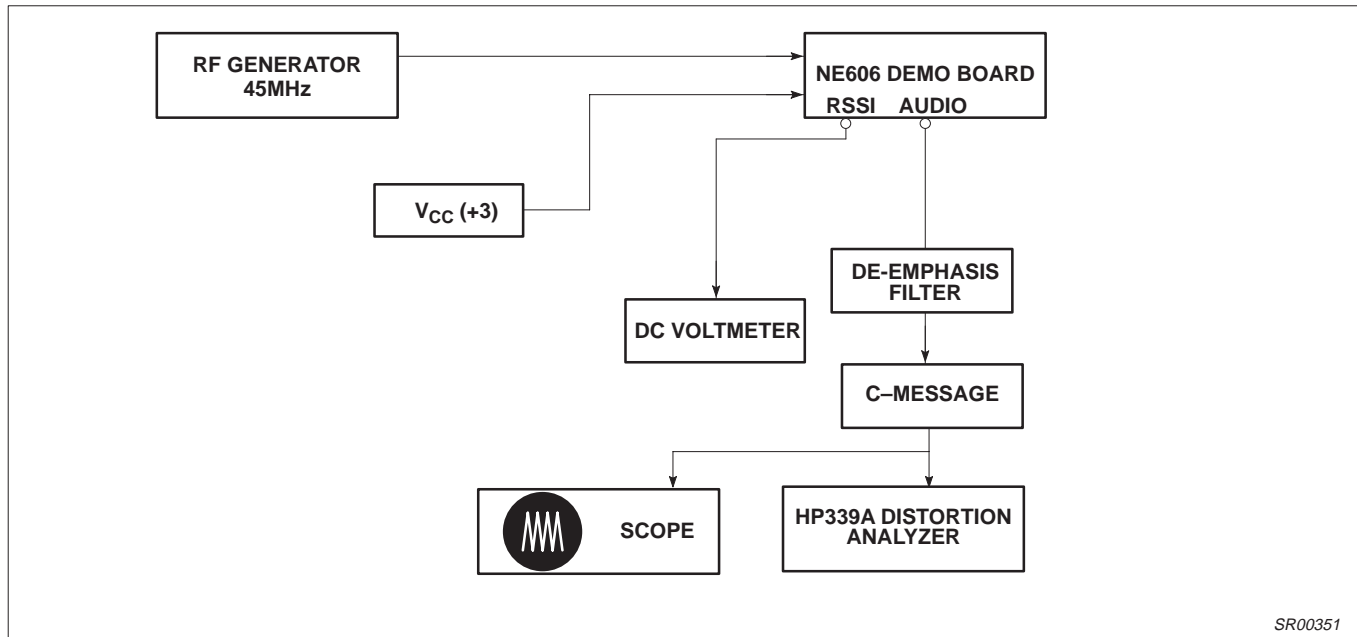 RF GENERATOR
45MHz
NE606 DEMO BOARD
RSSI AUDIO
VCC (+3)
DE-EMPHASIS
FILTER
DC VOLTMETER
C–MESSAGE
SCOPE
HP339A DISTORTION
ANALYZER
SR00351